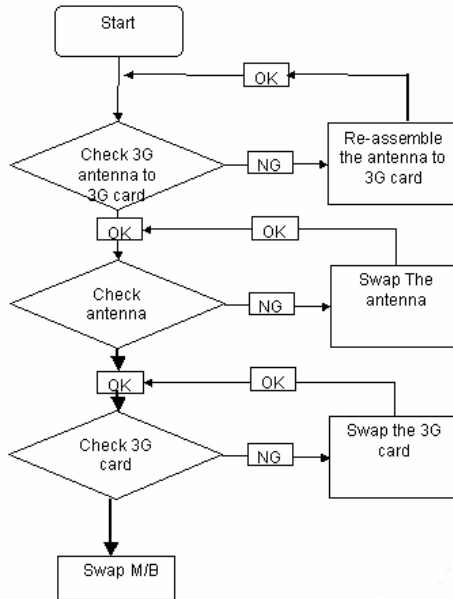 Start
OK
Check 3G
antenna to
3G card
NG
Re-assemble
the antenna to
3G card
OK
OK
Check
antenna
NG
Swap The
antenna
OK
OK
Check 3G
card
NG
Swap the 3G
card
Swap M/B